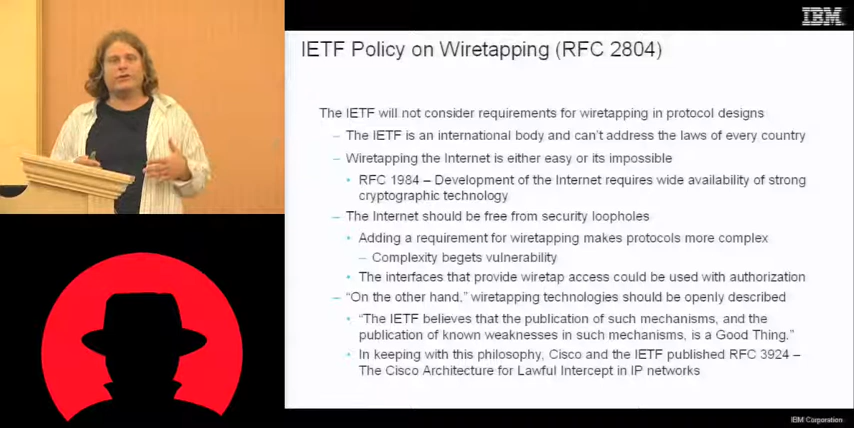 IBM
IETF Policy on Wiretapping (RFC 2804)
The IETF will not consider requirements for wiretapping in protocol designs
– The IETF is an international body and can't address the laws of every country
– Wiretapping the Internet is either easy or its impossible
• RFC 1984 – Development of the Internet requires wide availability of strong
cryptographic technology
– The Internet should be free from security loopholes
• Adding a requirement for wiretapping makes protocols more complex
– Complexity begets vulnerability
• The interfaces that provide wiretap access could be used with authorization
– "On the other hand," wiretapping technologies should be openly described
• "The IETF believes that the publication of such mechanisms, and the
publication of known weaknesses in such mechanisms, is a Good Thing."
• In keeping with this philosophy, Cisco and the IETF published RFC 3924 –
The Cisco Architecture for Lawful Intercept in IP networks
IBM Corporation